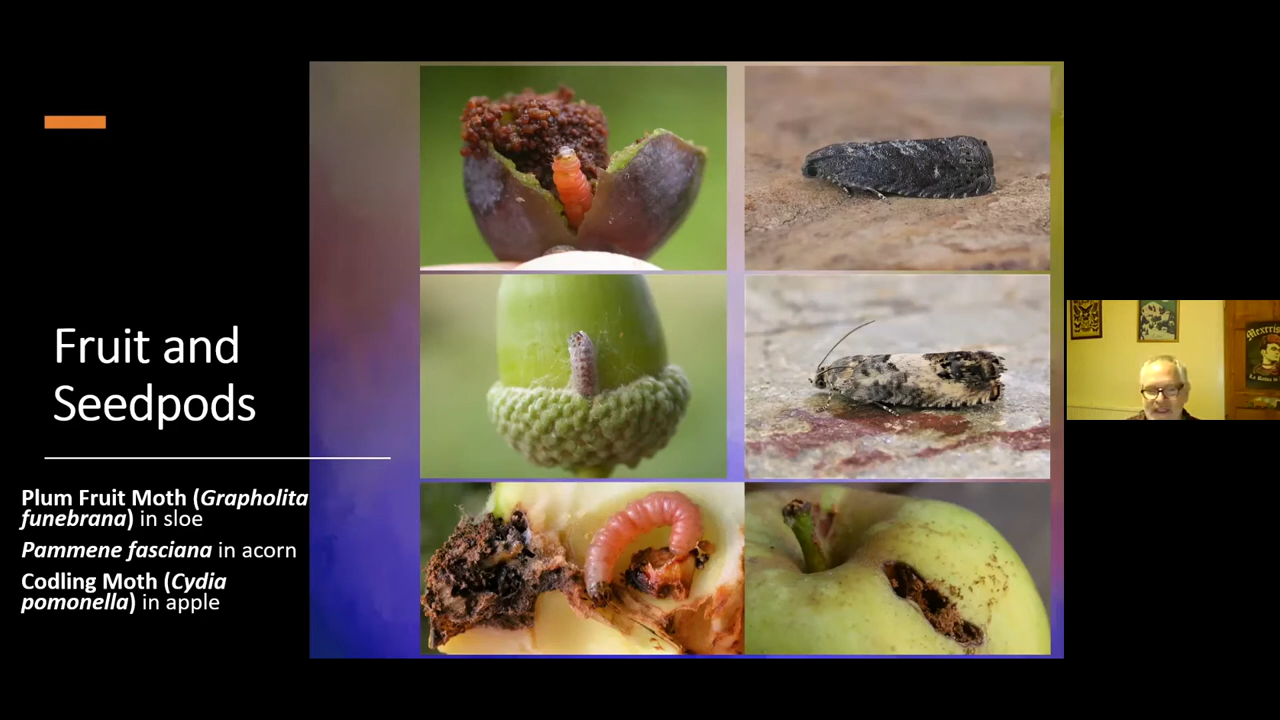 Fruit and
Seedpods
Plum Fruit Moth (Grapholita
funebrana) in sloe
Pammene fasciana in acorn
Codling Moth (Cydia
pomonella) in apple